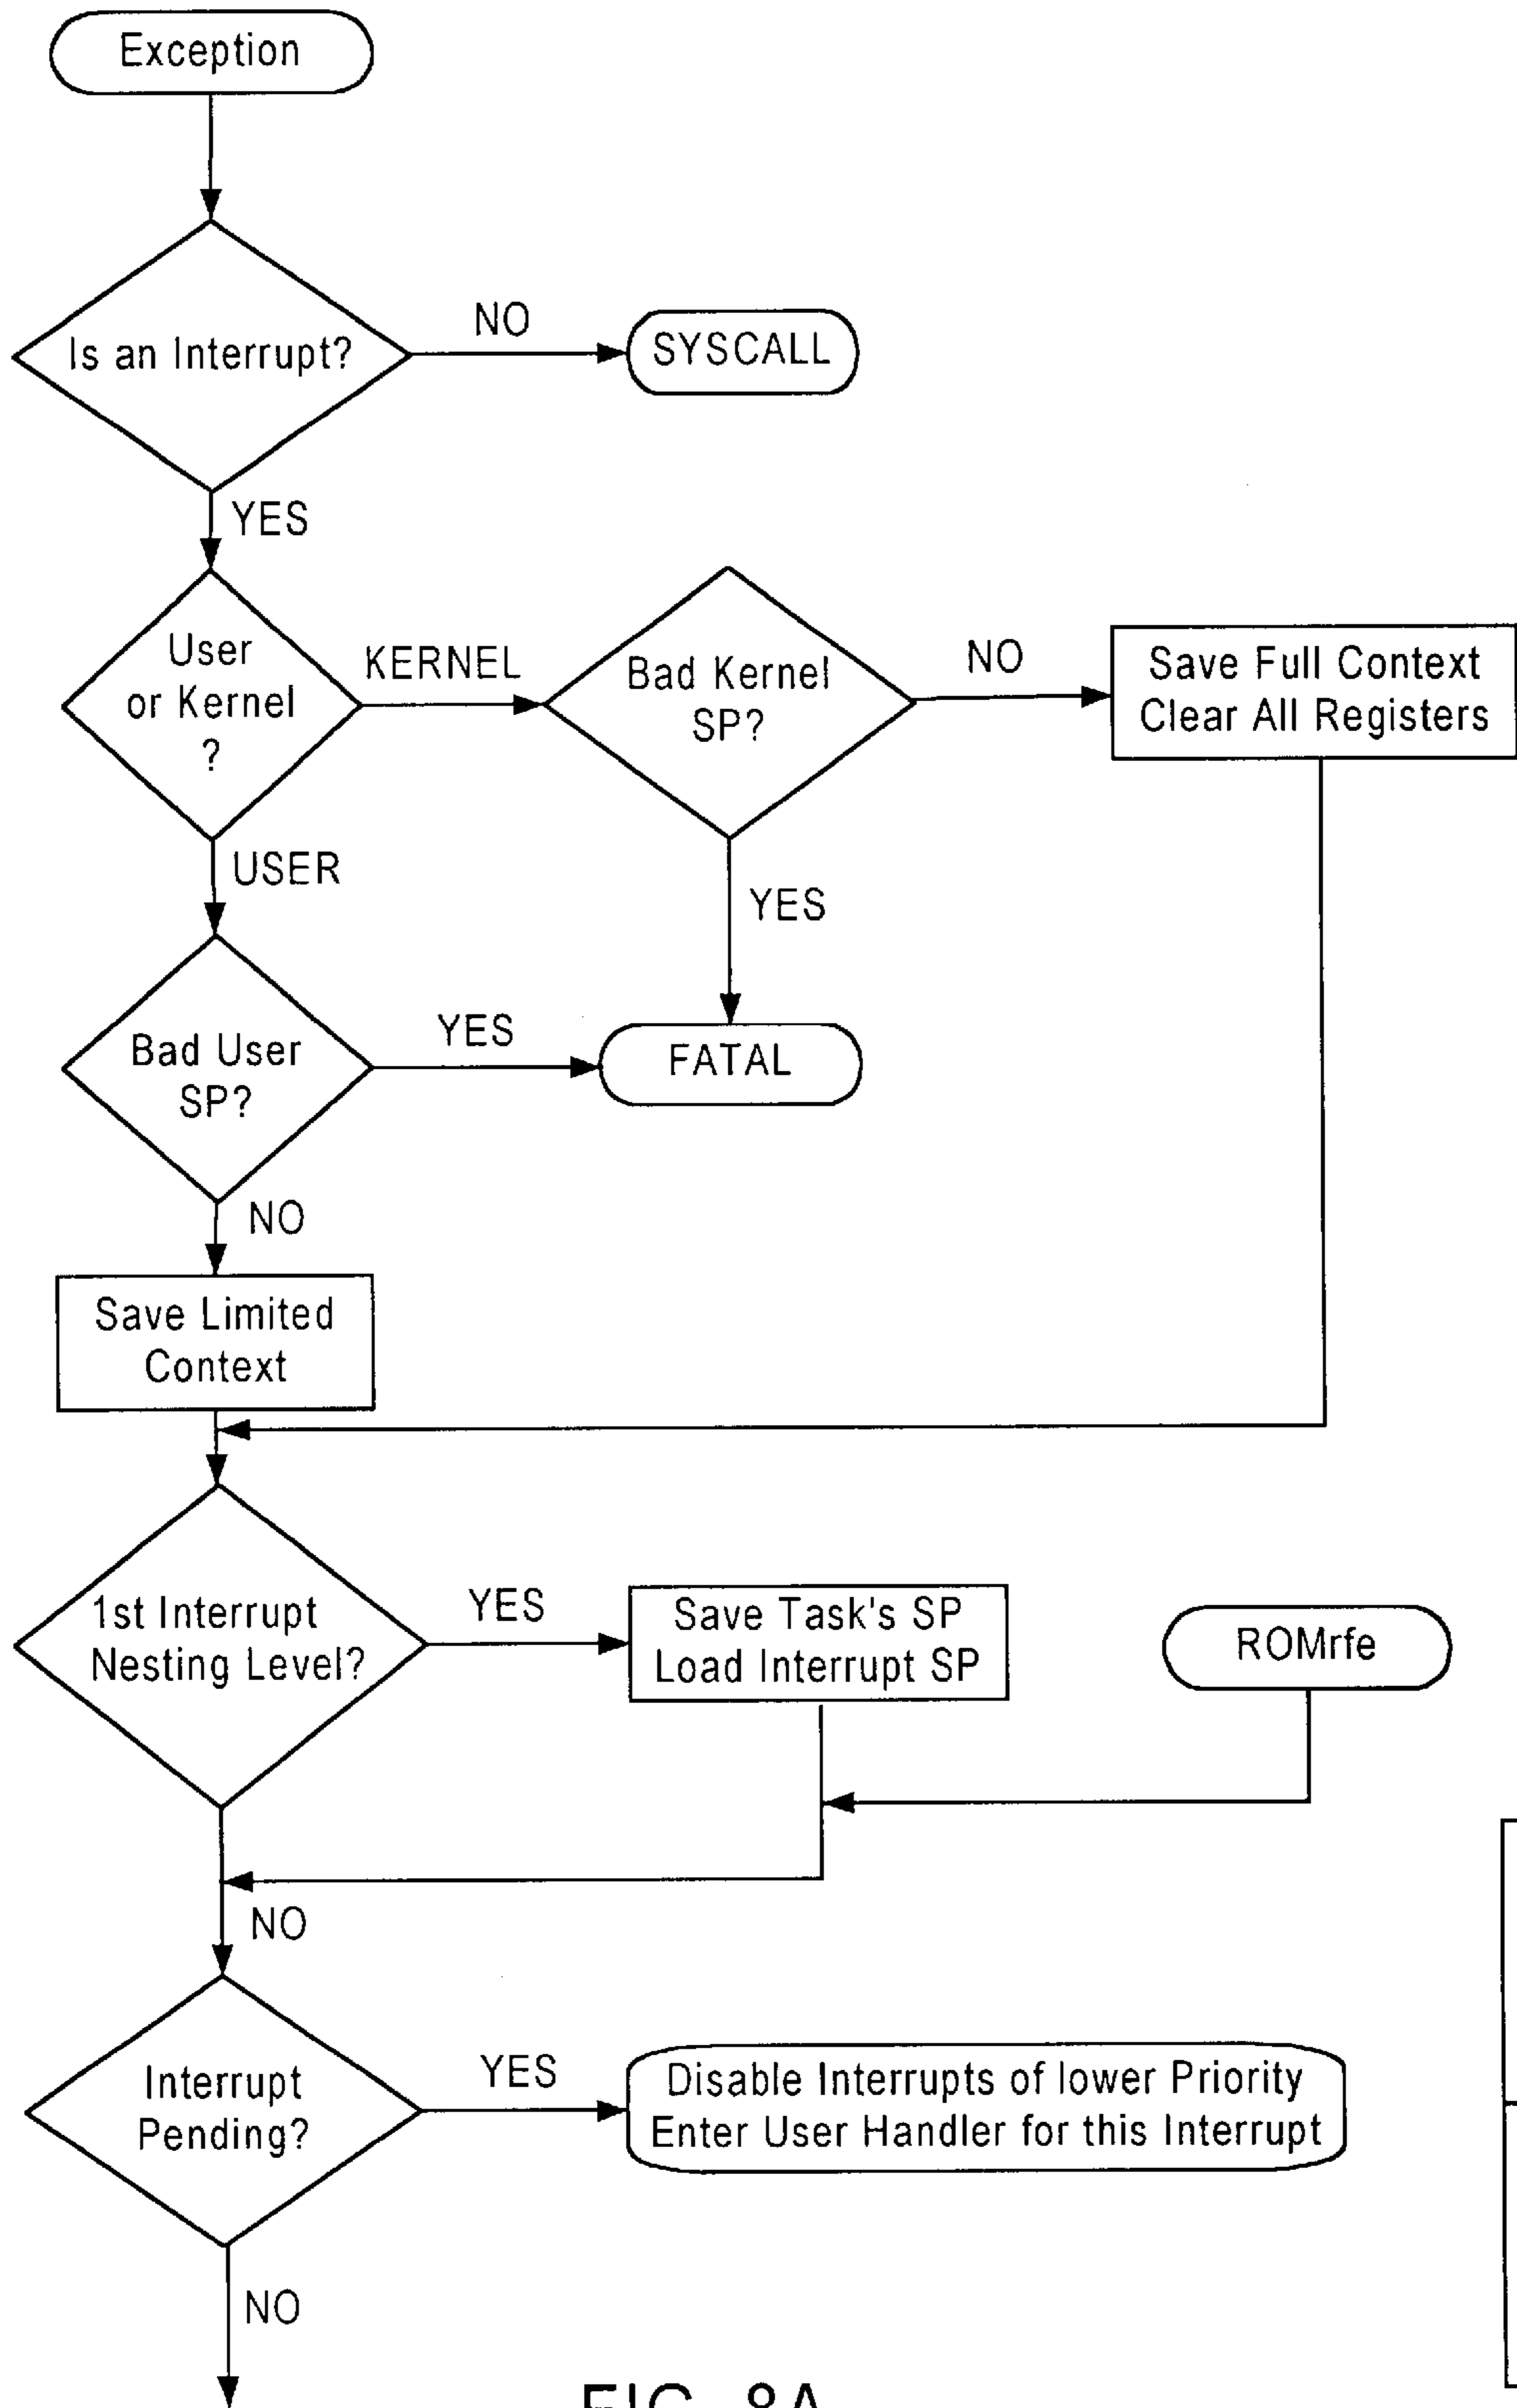 Exception
Is an Interrupt?
NO
SYSCALL
YES
User
or Kernel
?
KERNEL
Bad Kernel
SP?
NO
Save Full Context
Clear All Registers
USER
YES
Bad User
SP?
YES
FATAL
NO
Save Limited
Context
1st Interrupt
Nesting Level?
YES
Save Task's SP
Load Interrupt SP
ROMrfe
NO
Interrupt
Pending?
YES
Disable Interrupts of lower Priority
Enter User Handler for this Interrupt
NO
FIG. 8A